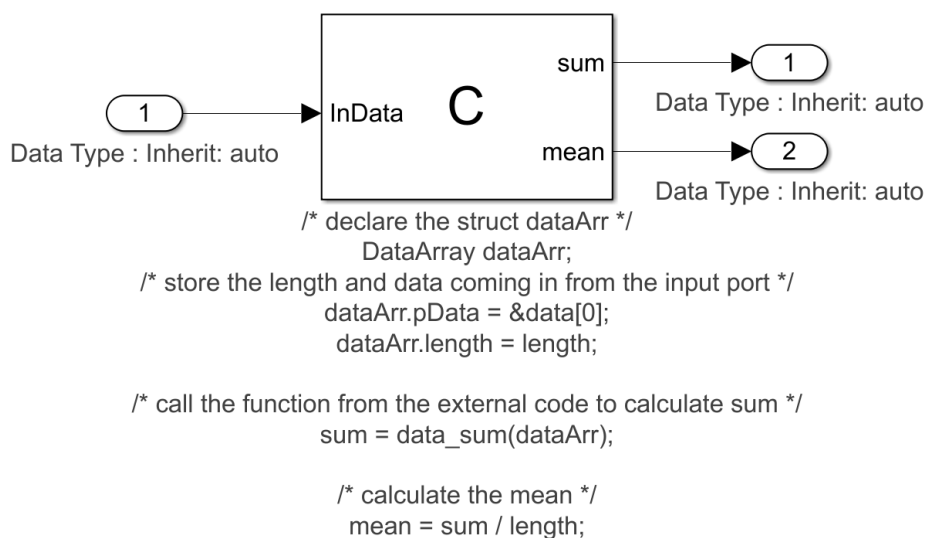 sum
1
1
InData
C
Data Type : Inherit: auto
Data Type : Inherit: auto
mean
2
Data Type : Inherit: auto
/* declare the struct dataArr */
DataArray dataArr;
/* store the length and data coming in from the input port */
dataArr.pData = &data[0];
dataArr.length = length;
/* call the function from the external code to calculate sum */
sum = data_sum(dataArr);
/* calculate the mean */
mean = sum / length;